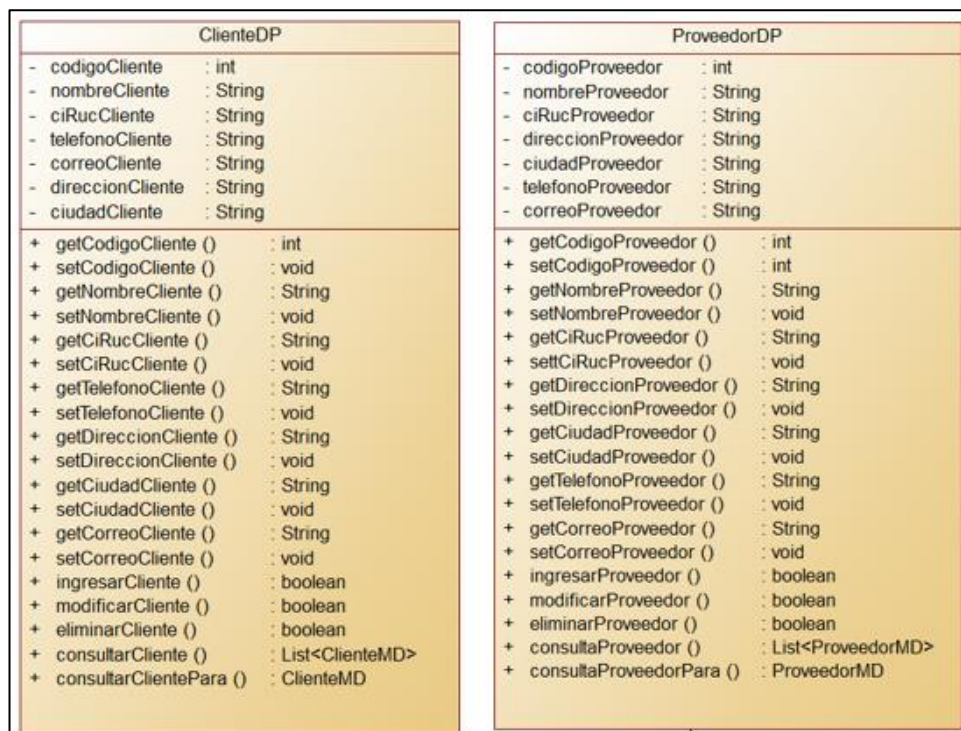 ClienteDP
- codigoCliente : int
- nombreCliente : String
- ciRucCliente : String
- telefonoCliente : String
- correoCliente : String
- direccionCliente : String
- ciudadCliente : String
+ getCodigoCliente () : int
+ setCodigoCliente () : void
+ getNombreCliente () : String
+ setNombreCliente () : void
+ getCiRucCliente () : String
+ setCiRucCliente () : void
+ getTelefonoCliente () : String
+ setTelefonoCliente () : void
+ getDireccionCliente () : String
+ setDireccionCliente () : void
+ getCiudadCliente () : String
+ setCiudadCliente () : void
+ getCorreoCliente () : String
+ setCorreoCliente () : void
+ ingresarCliente () : boolean
+ modificarCliente () : boolean
+ eliminarCliente () : boolean
+ consultarCliente () : List<ClienteMD>
+ consultarClientePara () : ClienteMD
ProveedorDP
- codigoProveedor : int
- nombreProveedor : String
- ciRucProveedor : String
- direccionProveedor : String
- ciudadProveedor : String
- telefonoProveedor : String
- correoProveedor : String
+ getCodigoProveedor () : int
+ setCodigoProveedor () : int
+ getNombreProveedor () : String
+ setNombreProveedor () : void
+ getCiRucProveedor () : String
+ settCiRucProveedor () : void
+ getDireccionProveedor () : String
+ setDireccionProveedor () : void
+ getCiudadProveedor () : String
+ setCiudadProveedor () : void
+ getTelefonoProveedor () : String
+ setTelefonoProveedor () : void
+ getCorreoProveedor () : String
+ setCorreoProveedor () : void
+ ingresarProveedor () : boolean
+ modificarProveedor () : boolean
+ eliminarProveedor () : boolean
+ consultaProveedor () : List<ProveedorMD>
+ consultaProveedorPara () : ProveedorMD